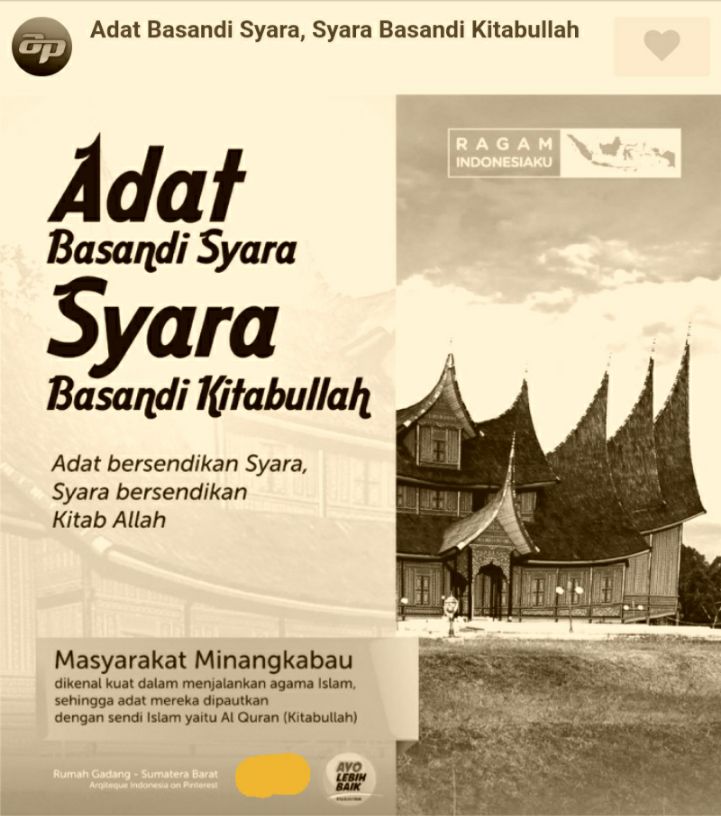 ap
Adat Basandi Syara, Syara Basandi Kitabullah
RAGAM
INDONESIAKU
Adat
Basandi Syara
Syara
Basandi Kitabullah
Adat bersendikan Syara,
Syara bersendikan
Kitab Allah
Masyarakat Minangkabau
dikenal kuat dalam menjalankan agama Islam,
sehingga adat mereka dipautkan
dengan sendi Islam yaitu Al Quran (Kitabullah)
Rumah Gadang - Sumatera Barat
Arqiteque Indonesia on Pinterest
AYO
LEBIH
BAIK